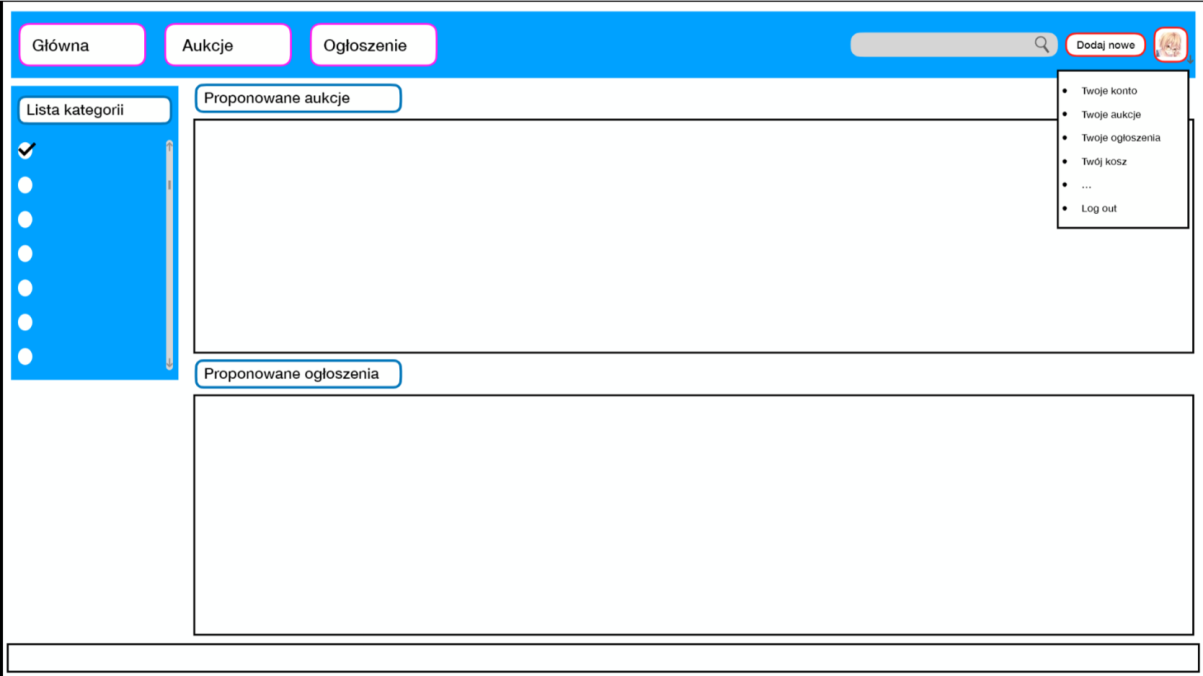 Główna
Aukcje
Ogłoszenie
Dodaj nowe
Twoje konto
Twoje aukcje
Twoje ogłoszenia
Twój kosz
...
Log out
Lista kategorii
Proponowane aukcje
Proponowane ogłoszenia